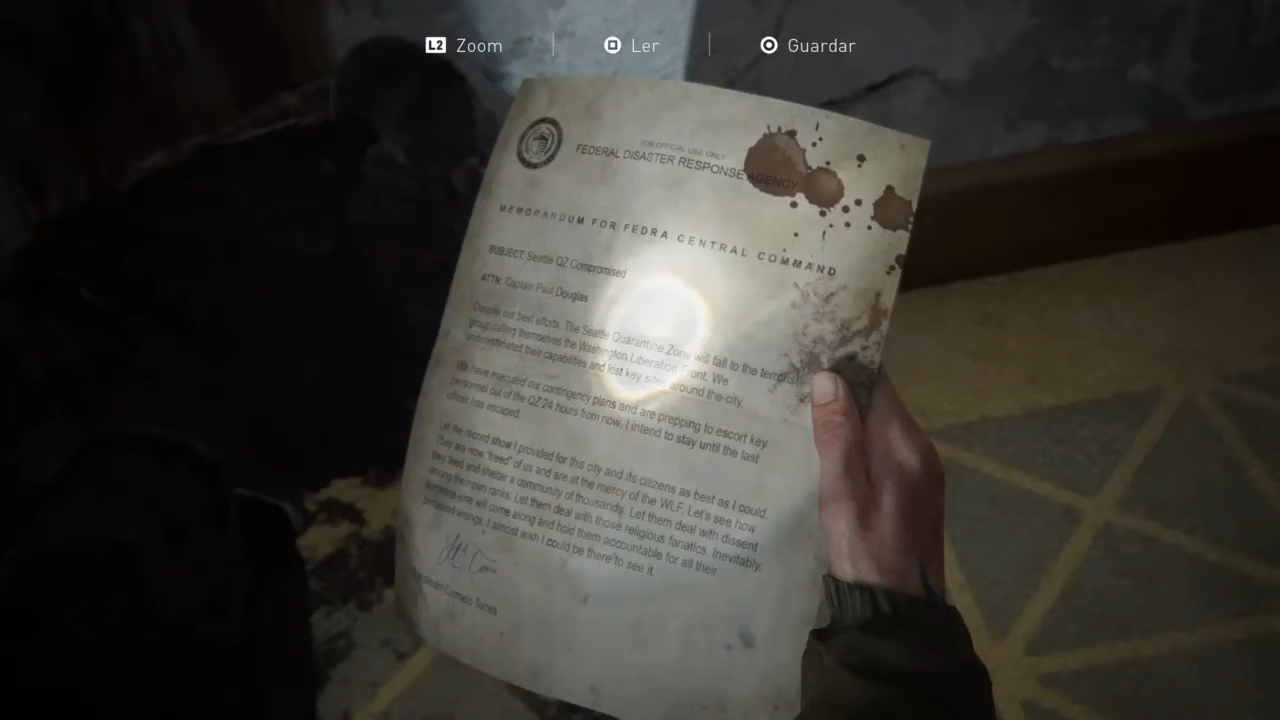 L2 Zoom
Ler
Guardar
FOR OFFICIAL USE ONLY
FEDERAL DISASTER RESPONSE AGENCY
MEMORANDUM FOR FEDRA CENTRAL COMMAND
SUBJECT: Seattle QZ Compromised
ATTN: Captain Paul Douglas
Despite our best efforts. The Seattle Quarantine Zone will fall to the terrorist
group calling themselves the Washington Liberation Front. We
underestimated their capabilities and lost key sites around the city.
We have executed our contingency plans and are prepping to escort key
personnel out of the QZ 24 hours from now. I intend to stay until the last
officer has escaped.
Let the record show I provided for this city and its citizens as best as I could.
They are now "freed" of us and are at the mercy of the WLF. Let's see how
they feed and shelter a community of thousands. Let them deal with dissent
among their own ranks. Let them deal with those religious fanatics. Inevitably,
someone else will come along and hold them accountable for all their
perceived wrongs. I almost wish I could be there to see it.
Lieutenant Carmelo Torres